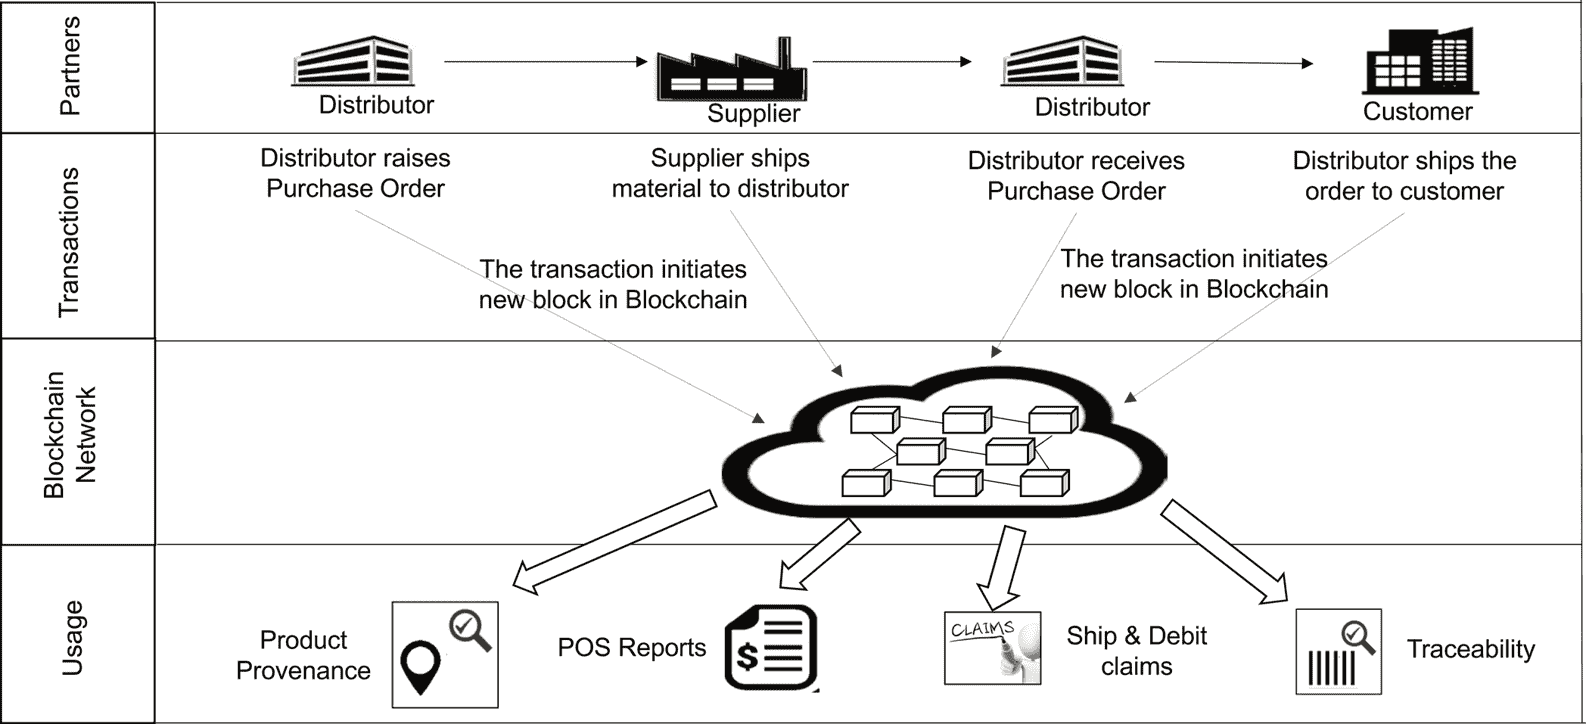 Partners
Distributor
Supplier
Distributor
Customer
Transactions
Distributor raises
Purchase Order
Supplier ships
material to distributor
Distributor receives
Purchase Order
Distributor ships the
order to customer
The transaction initiates
new block in Blockchain
The transaction initiates
new block in Blockchain
Blockchain
Network
Usage
Product
Provenance
POS Reports
$
CLAIMS
Ship & Debit
claims
Traceability